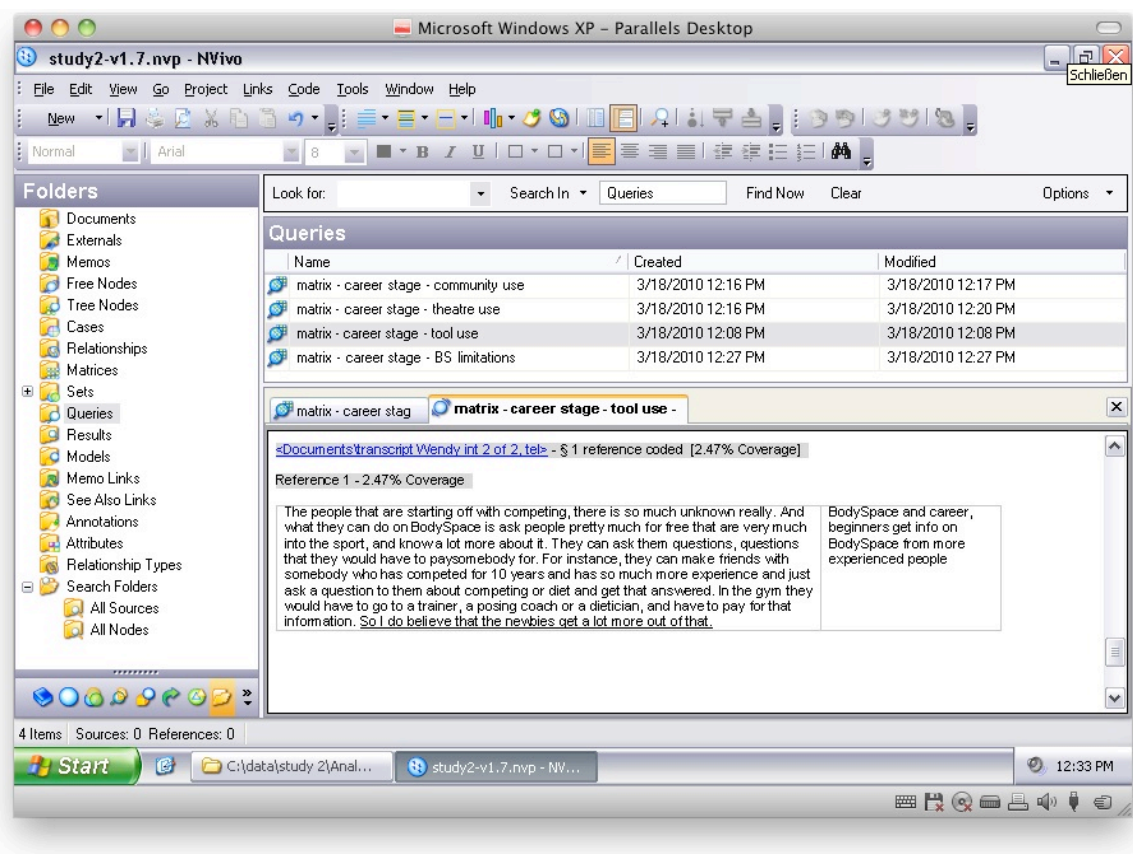 Microsoft Windows XP – Parallels Desktop
study2-v1.7.nvp - NVivo
Schließen
File Edit View Go Project Links Code Tools Window Help
New
Normal Arial 8 B I U
Folders
Documents
Externals
Memos
Free Nodes
Tree Nodes
Cases
Relationships
Matrices
Sets
Queries
Results
Models
Memo Links
See Also Links
Annotations
Attributes
Relationship Types
Search Folders
All Sources
All Nodes
Look for: Search In Queries Find Now Clear Options
Queries
Name Created Modified
matrix - career stage - community use 3/18/2010 12:16 PM 3/18/2010 12:17 PM
matrix - career stage - theatre use 3/18/2010 12:16 PM 3/18/2010 12:20 PM
matrix - career stage - tool use 3/18/2010 12:08 PM 3/18/2010 12:08 PM
matrix - career stage - BS limitations 3/18/2010 12:27 PM 3/18/2010 12:27 PM
matrix - career stag matrix - career stage - tool use -
<Documents\transcript Wendy int 2 of 2, tel> - § 1 reference coded [2.47% Coverage]
Reference 1 - 2.47% Coverage
The people that are starting off with competing, there is so much unknown really. And
what they can do on BodySpace is ask people pretty much for free that are very much
into the sport, and know a lot more about it. They can ask them questions, questions
that they would have to paysomebody for. For instance, they can make friends with
somebody who has competed for 10 years and has so much more experience and just
ask a question to them about competing or diet and get that answered. In the gym they
would have to go to a trainer, a posing coach or a dietician, and have to pay for that
information. So I do believe that the newbies get a lot more out of that.
BodySpace and career,
beginners get info on
BodySpace from more
experienced people
4 Items Sources: 0 References: 0
Start C:\data\study 2\Anal... study2-v1.7.nvp - NV... 12:33 PM